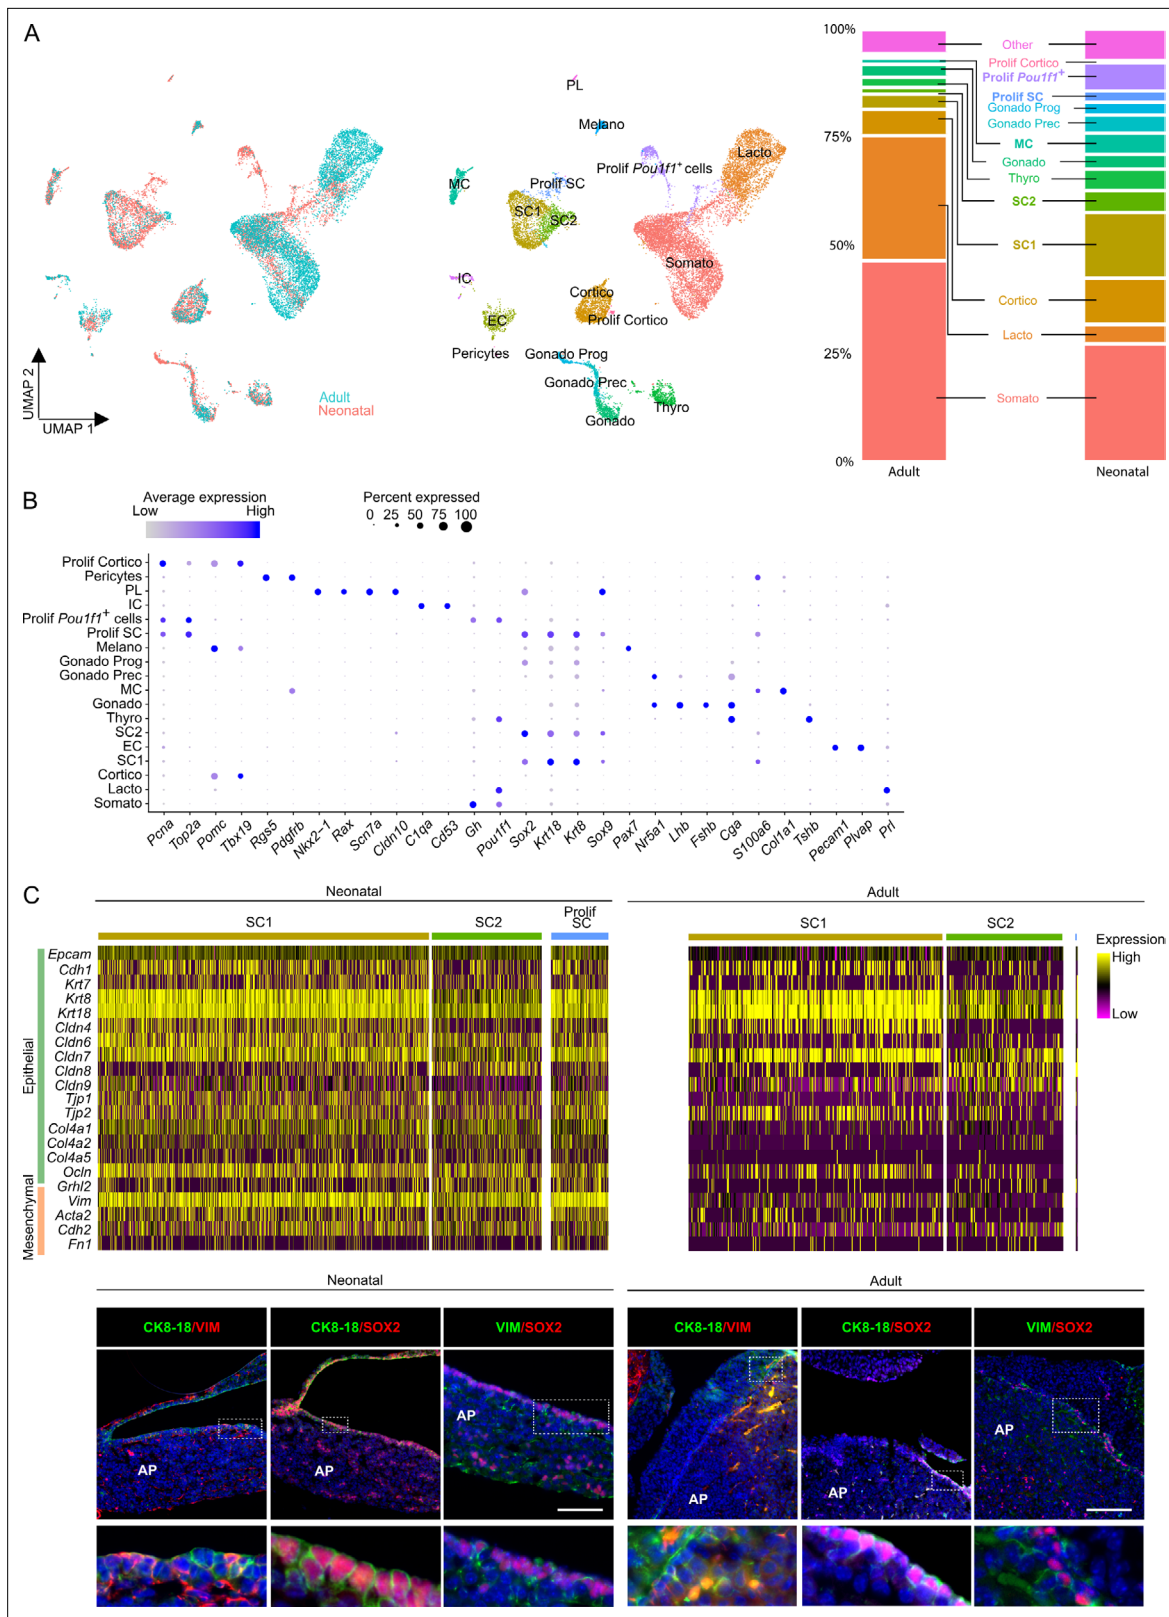 A
100%
75%
50%
25%
0%
Adult
Neonatal
Other
Prolif Cortico
Prolif Pou1f1+
Prolif SC
Gonado Prog
Gonado Prec
MC
Gonado
Thyro
SC2
SC1
Cortico
Lacto
Somato
PL
Melano
Lacto
Prolif Pou1f1+ cells
MC
Prolif SC
SC1
SC2
IC
Somato
Cortico
EC
Prolif Cortico
Pericytes
Gonado Prog
Gonado Prec
Gonado
Thyro
Adult
Neonatal
UMAP 2
UMAP 1
B
Average expression
Low High
Percent expressed
0 25 50 75 100
Prolif Cortico
Pericytes
PL
IC
Prolif Pou1f1+ cells
Prolif SC
Melano
Gonado Prog
Gonado Prec
MC
Gonado
Thyro
SC2
EC
SC1
Cortico
Lacto
Somato
Pcna Top2a Pomc Tbx19 Rgs5 Pdgfrb Nkx2-1 Rax Scn7a Cldn10 C1qa Cd53 Gh Pou1f1 Sox2 Krt18 Krt8 Sox9 Pax7 Nr5a1 Lhb Fshb Cga S100a6 Col1a1 Tshb Pecam1 Plvap Prl
C
Neonatal Adult
SC1 SC2 Prolif SC SC1 SC2
Expression
High
Low
Epithelial
Mesenchymal
Epcam
Cdh1
Krt7
Krt8
Krt18
Cldn4
Cldn6
Cldn7
Cldn8
Cldn9
Tjp1
Tjp2
Col4a1
Col4a2
Col4a5
Ocln
Grhl2
Vim
Acta2
Cdh2
Fn1
Neonatal Adult
CK8-18/VIM CK8-18/SOX2 VIM/SOX2 CK8-18/VIM CK8-18/SOX2 VIM/SOX2
AP AP AP AP AP AP